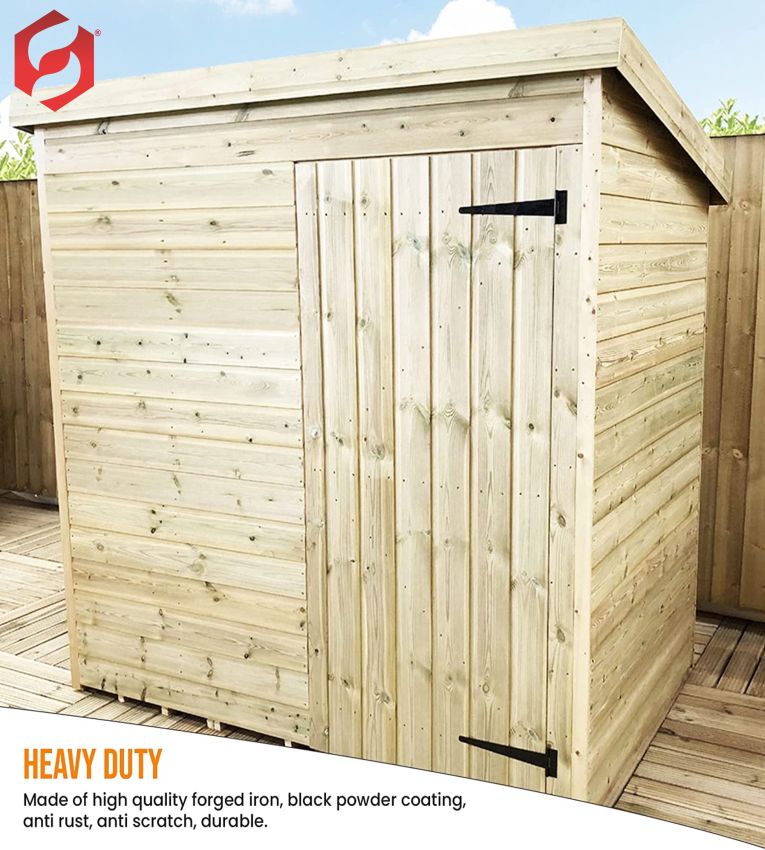 ®
HEAVY DUTY
Made of high quality forged iron, black powder coating,
anti rust, anti scratch, durable.